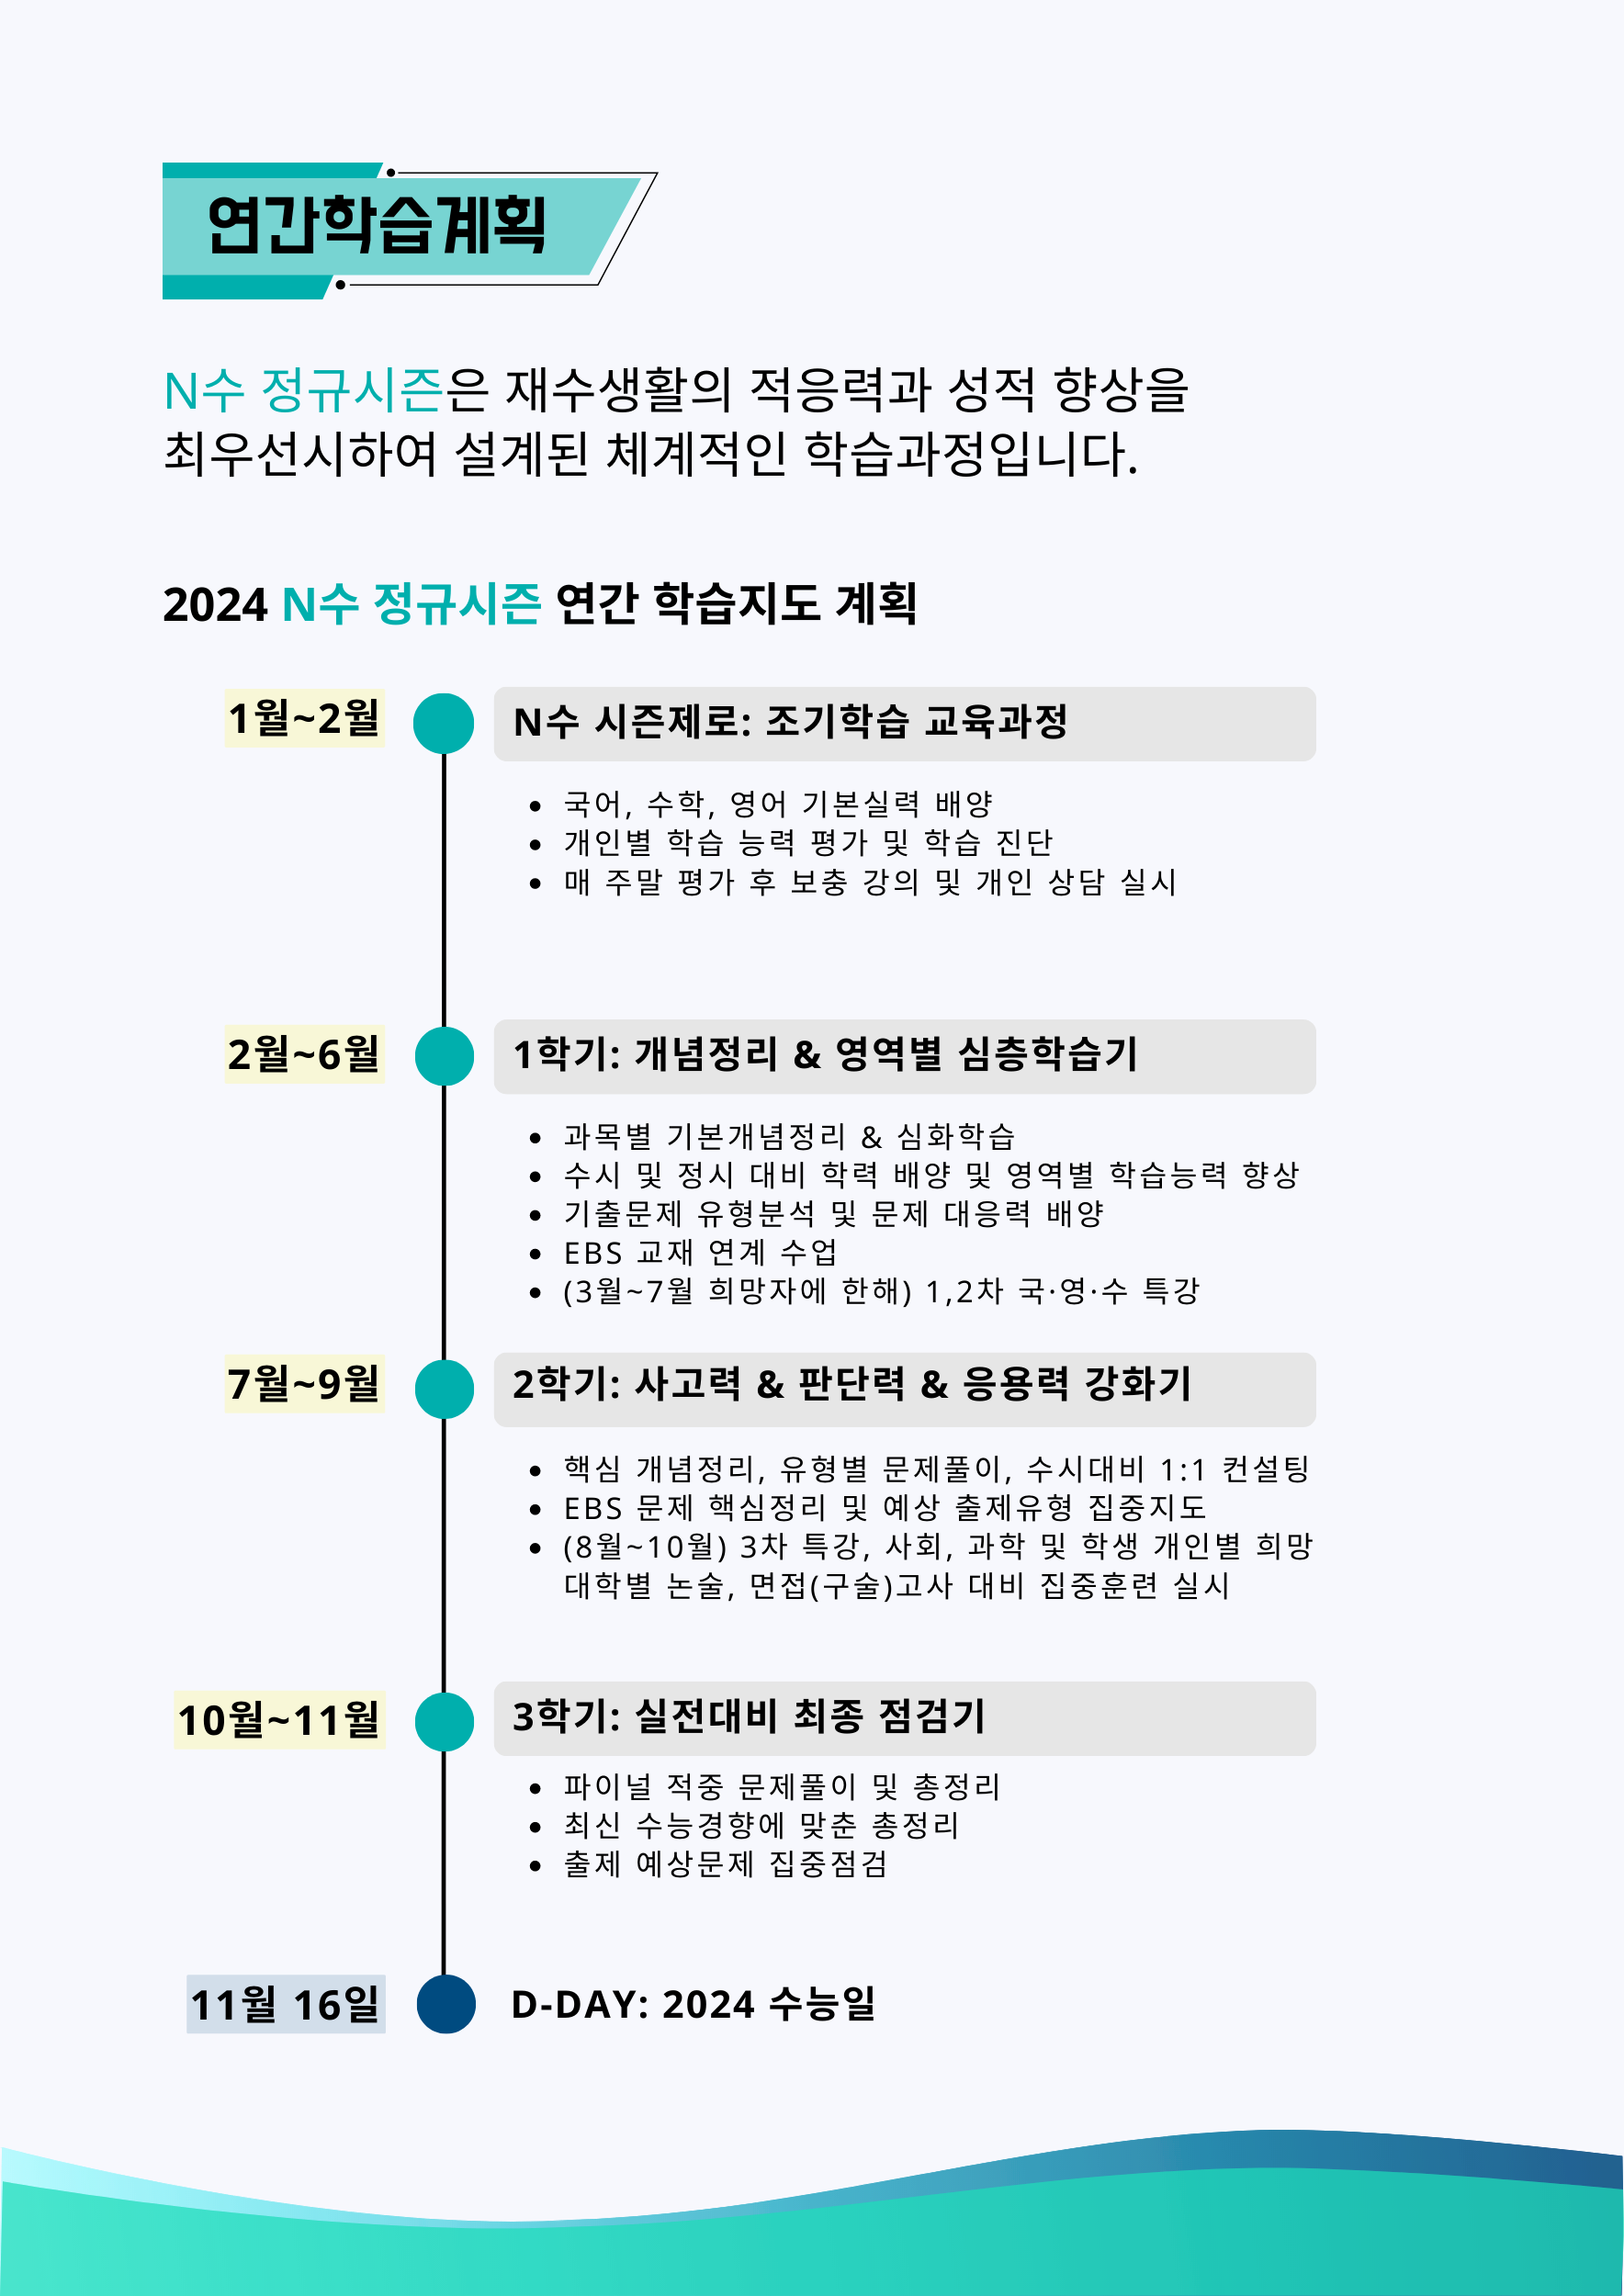 연간학습계획
N수 정규시즌은 재수생활의 적응력과 성적 향상을
최우선시하여 설계된 체계적인 학습과정입니다.
2024 N수 정규시즌 연간 학습지도 계획
1월~2월
N수 시즌제로: 조기학습 교육과정
• 국어, 수학, 영어 기본실력 배양
• 개인별 학습 능력 평가 및 학습 진단
• 매 주말 평가 후 보충 강의 및 개인 상담 실시
2월~6월
1학기: 개념정리 & 영역별 심층학습기
• 과목별 기본개념정리 & 심화학습
• 수시 및 정시 대비 학력 배양 및 영역별 학습능력 향상
• 기출문제 유형분석 및 문제 대응력 배양
• EBS 교재 연계 수업
• (3월~7월 희망자에 한해) 1,2차 국·영·수 특강
7월~9월
2학기: 사고력 & 판단력 & 응용력 강화기
• 핵심 개념정리, 유형별 문제풀이, 수시대비 1:1 컨설팅
• EBS 문제 핵심정리 및 예상 출제유형 집중지도
• (8월~10월) 3차 특강, 사회, 과학 및 학생 개인별 희망
대학별 논술, 면접(구술)고사 대비 집중훈련 실시
10월~11월
3학기: 실전대비 최종 점검기
• 파이널 적중 문제풀이 및 총정리
• 최신 수능경향에 맞춘 총정리
• 출제 예상문제 집중점검
11월 16일
D-DAY: 2024 수능일